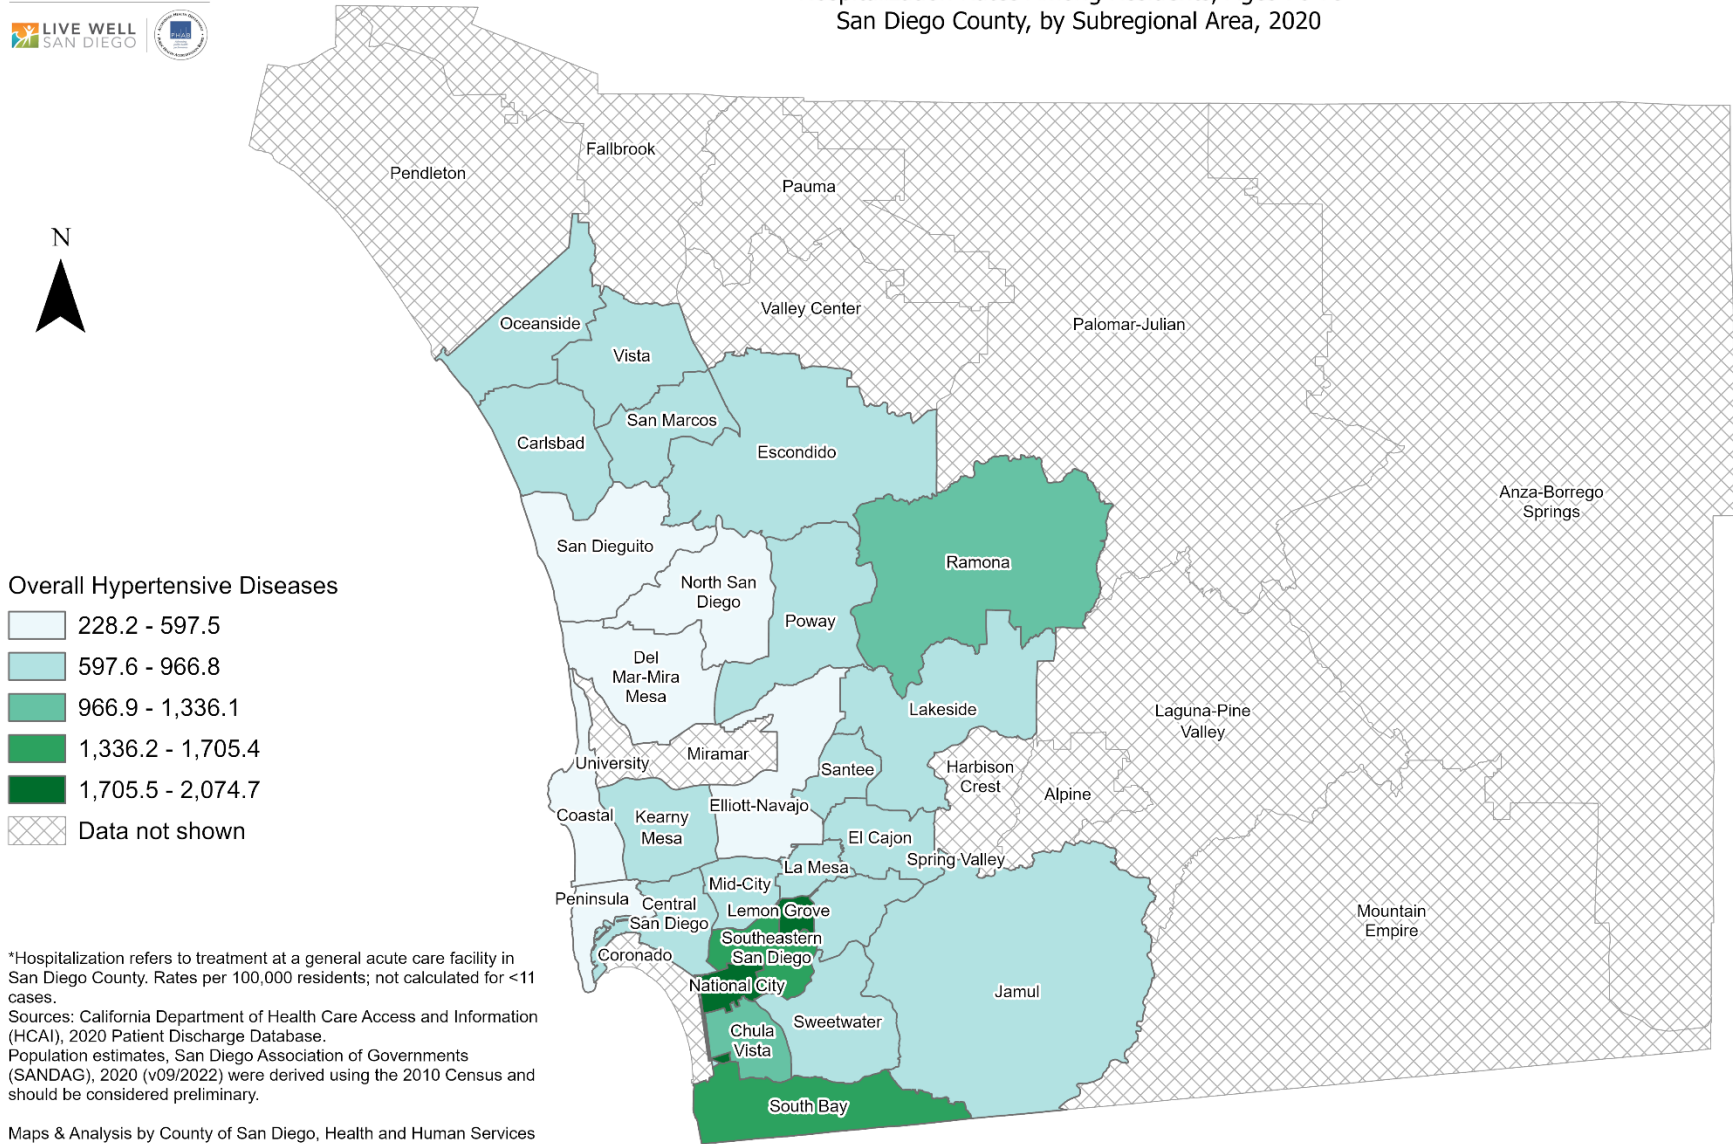 LIVE WELL
SAN DIEGO
PHAB
San Diego County, by Subregional Area, 2020
N
Fallbrook
Pendleton
Pauma
Valley Center
Oceanside
Palomar-Julian
Vista
San Marcos
Carlsbad
Escondido
Anza-Borrego
Springs
San Dieguito
Ramona
North San
Diego
Poway
Del
Mar-Mira
Mesa
Lakeside
Laguna-Pine
Valley
Miramar
University
Santee
Harbison
Crest
Alpine
Elliott-Navajo
Coastal
Kearny
Mesa
El Cajon
Spring Valley
La Mesa
Mid-City
Peninsula
Central
San Diego
Lemon Grove
Mountain
Empire
Southeastern
San Diego
Coronado
National City
Jamul
Sweetwater
Chula
Vista
South Bay
Overall Hypertensive Diseases
228.2 - 597.5
597.6 - 966.8
966.9 - 1,336.1
1,336.2 - 1,705.4
1,705.5 - 2,074.7
Data not shown
*Hospitalization refers to treatment at a general acute care facility in
San Diego County. Rates per 100,000 residents; not calculated for <11
cases.
Sources: California Department of Health Care Access and Information
(HCAI), 2020 Patient Discharge Database.
Population estimates, San Diego Association of Governments
(SANDAG), 2020 (v09/2022) were derived using the 2010 Census and
should be considered preliminary.
Maps & Analysis by County of San Diego, Health and Human Services